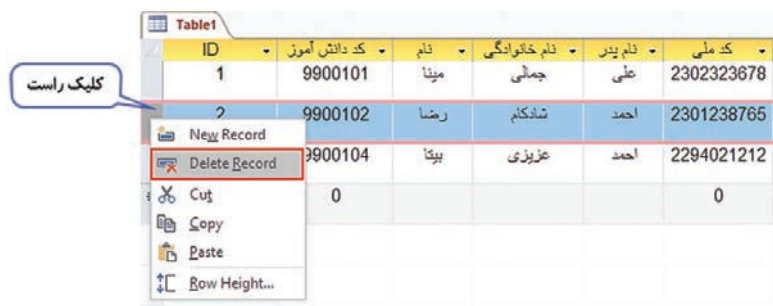 Table1
ID کد دانش آموز نام نام خانوادگی نام پدر کد ملی
1 9900101 مینا جمالی علی 2302323678
کلیک راست
2 9900102 رضا شادکام احمد 2301238765
New Record
Delete Record
9900104 بیتا عزیزی احمد 2294021212
Cut
0 0
Copy
Paste
Row Height...